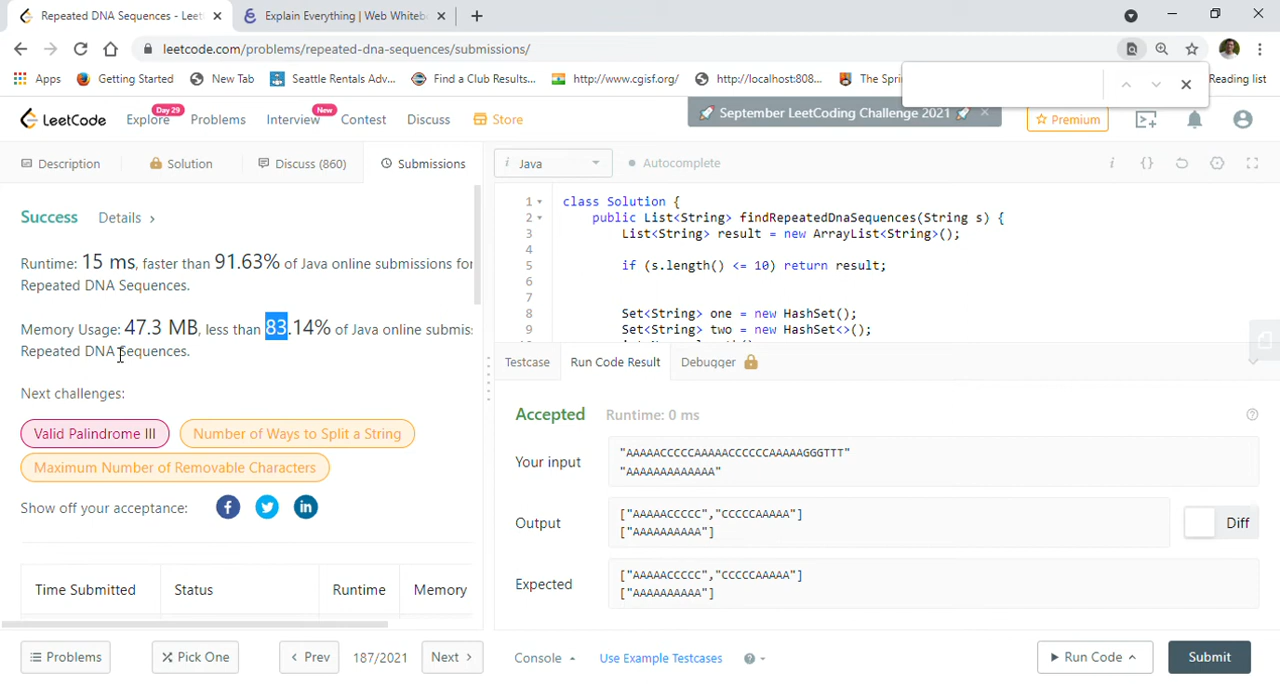 Repeated DNA Sequences - Leet
Explain Everything | Web Whiteb
leetcode.com/problems/repeated-dna-sequences/submissions/
Apps
Getting Started
New Tab
Seattle Rentals Adv...
Find a Club Results...
http://www.cgisf.org/
http://localhost:808...
The Sprin
Reading list
LeetCode
Explore
Day 29
Problems
Interview
New
Contest
Discuss
Store
September LeetCoding Challenge 2021
Premium
Description
Solution
Discuss (860)
Submissions
i Java
Autocomplete
Success
Details >
Runtime: 15 ms, faster than 91.63% of Java online submissions for
Repeated DNA Sequences.
Memory Usage: 47.3 MB, less than 83.14% of Java online submis
Repeated DNA Sequences.
Next challenges:
Valid Palindrome III
Number of Ways to Split a String
Maximum Number of Removable Characters
Show off your acceptance:
Time Submitted
Status
Runtime
Memory
1 class Solution {
2 public List<String> findRepeatedDnaSequences(String s) {
3 List<String> result = new ArrayList<String>();
4
5 if (s.length() <= 10) return result;
6
7
8 Set<String> one = new HashSet();
9 Set<String> two = new HashSet<>();
Testcase
Run Code Result
Debugger
Accepted
Runtime: 0 ms
Your input
"AAAAACCCCCAAAAACCCCCCAAAAAGGGTTT"
"AAAAAAAAAAAAA"
Output
["AAAAACCCCC","CCCCCAAAAA"]
["AAAAAAAAAA"]
Diff
Expected
["AAAAACCCCC","CCCCCAAAAA"]
["AAAAAAAAAA"]
Problems
Pick One
< Prev
187/2021
Next >
Console
Use Example Testcases
Run Code
Submit